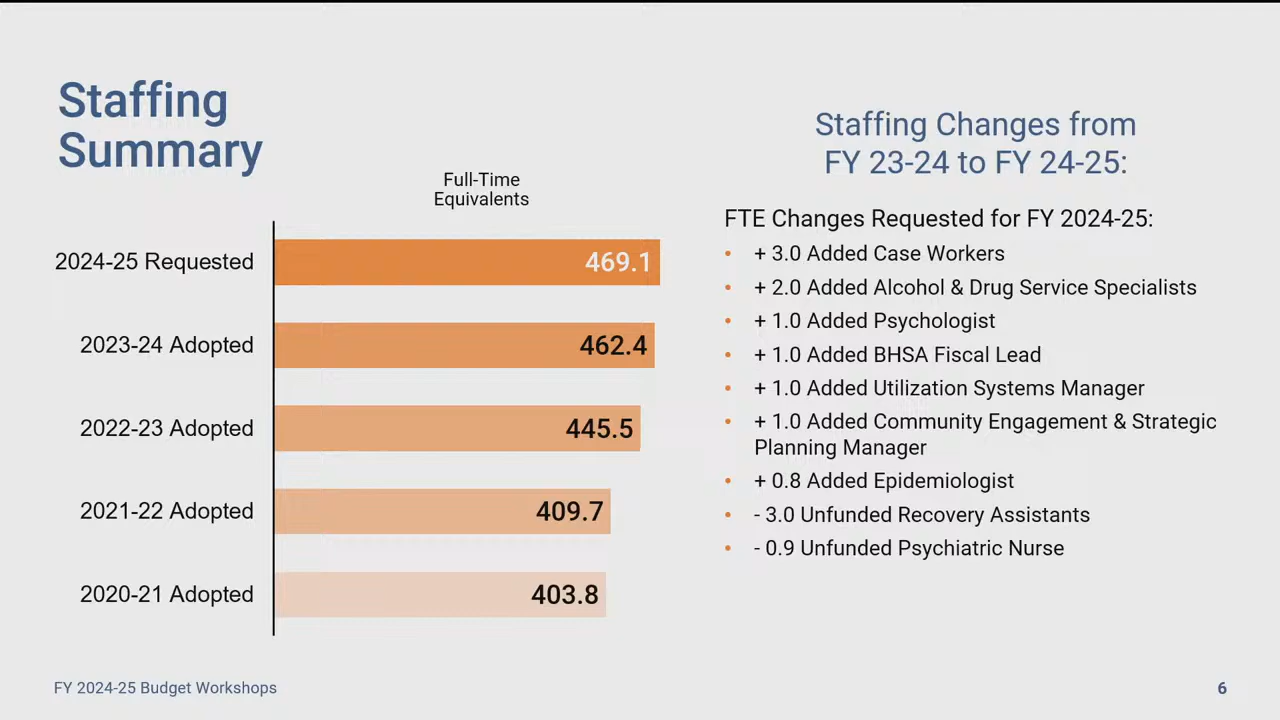 Staffing
Summary
Full-Time
Equivalents
2024-25 Requested
469.1
2023-24 Adopted
462.4
2022-23 Adopted
445.5
2021-22 Adopted
409.7
2020-21 Adopted
403.8
Staffing Changes from
FY 23-24 to FY 24-25:
FTE Changes Requested for FY 2024-25:
• + 3.0 Added Case Workers
• + 2.0 Added Alcohol & Drug Service Specialists
• + 1.0 Added Psychologist
• + 1.0 Added BHSA Fiscal Lead
• + 1.0 Added Utilization Systems Manager
• + 1.0 Added Community Engagement & Strategic
Planning Manager
• + 0.8 Added Epidemiologist
• - 3.0 Unfunded Recovery Assistants
• - 0.9 Unfunded Psychiatric Nurse
FY 2024-25 Budget Workshops
6